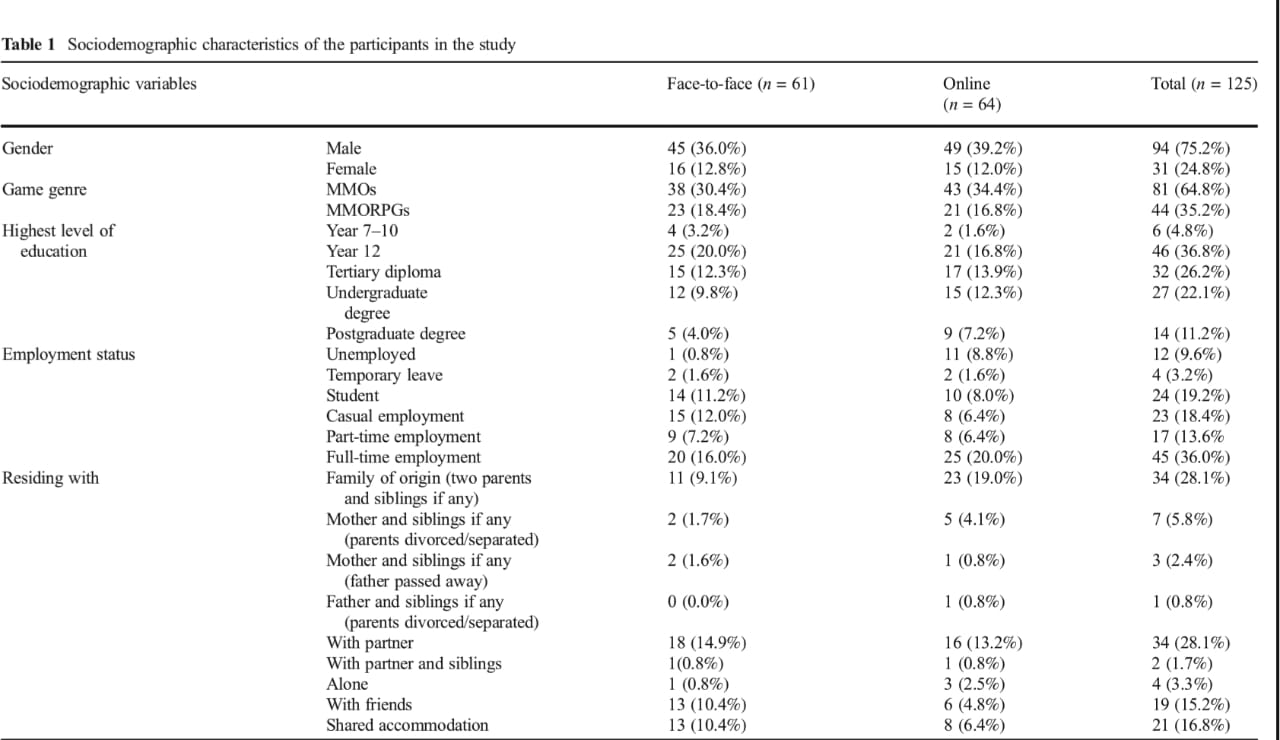 Table 1 Sociodemographic characteristics of the participants in the study
Sociodemographic variables Face-to-face (n = 61) Online Total (n = 125)
(n = 64)
Gender Male 45 (36.0%) 49 (39.2%) 94 (75.2%)
Female 16 (12.8%) 15 (12.0%) 31 (24.8%)
Game genre MMOs 38 (30.4%) 43 (34.4%) 81 (64.8%)
MMORPGs 23 (18.4%) 21 (16.8%) 44 (35.2%)
Highest level of Year 7–10 4 (3.2%) 2 (1.6%) 6 (4.8%)
education Year 12 25 (20.0%) 21 (16.8%) 46 (36.8%)
Tertiary diploma 15 (12.3%) 17 (13.9%) 32 (26.2%)
Undergraduate 12 (9.8%) 15 (12.3%) 27 (22.1%)
degree
Postgraduate degree 5 (4.0%) 9 (7.2%) 14 (11.2%)
Employment status Unemployed 1 (0.8%) 11 (8.8%) 12 (9.6%)
Temporary leave 2 (1.6%) 2 (1.6%) 4 (3.2%)
Student 14 (11.2%) 10 (8.0%) 24 (19.2%)
Casual employment 15 (12.0%) 8 (6.4%) 23 (18.4%)
Part-time employment 9 (7.2%) 8 (6.4%) 17 (13.6%
Full-time employment 20 (16.0%) 25 (20.0%) 45 (36.0%)
Residing with Family of origin (two parents 11 (9.1%) 23 (19.0%) 34 (28.1%)
and siblings if any)
Mother and siblings if any 2 (1.7%) 5 (4.1%) 7 (5.8%)
(parents divorced/separated)
Mother and siblings if any 2 (1.6%) 1 (0.8%) 3 (2.4%)
(father passed away)
Father and siblings if any 0 (0.0%) 1 (0.8%) 1 (0.8%)
(parents divorced/separated)
With partner 18 (14.9%) 16 (13.2%) 34 (28.1%)
With partner and siblings 1(0.8%) 1 (0.8%) 2 (1.7%)
Alone 1 (0.8%) 3 (2.5%) 4 (3.3%)
With friends 13 (10.4%) 6 (4.8%) 19 (15.2%)
Shared accommodation 13 (10.4%) 8 (6.4%) 21 (16.8%)